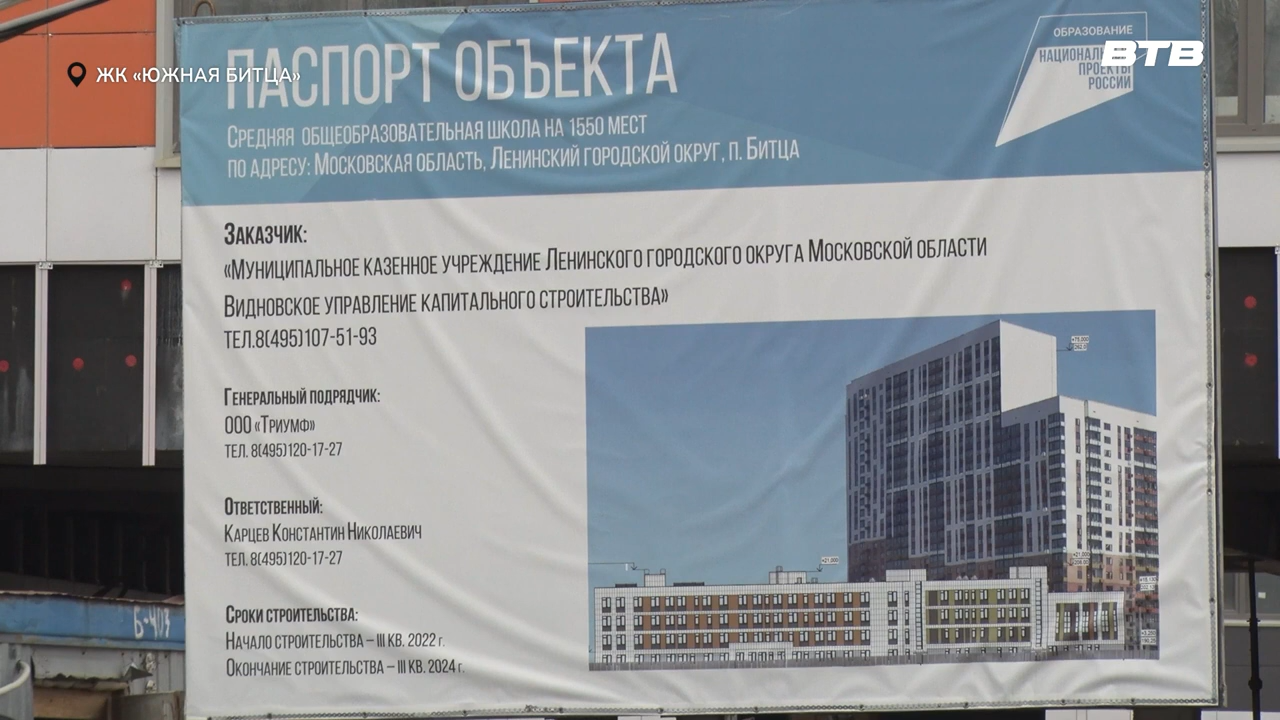 ЖК «ЮЖНАЯ БИТЦА»
ПАСПОРТ ОБЪЕКТА
СРЕДНЯЯ ОБЩЕОБРАЗОВАТЕЛЬНАЯ ШКОЛА НА 1550 МЕСТ
ПО АДРЕСУ: МОСКОВСКАЯ ОБЛАСТЬ, ЛЕНИНСКИЙ ГОРОДСКОЙ ОКРУГ, П. БИТЦА
ОБРАЗОВАНИЕ
ВТВ
ПРОЕКТЫ
РОССИИ
ЗАКАЗЧИК:
«МУНИЦИПАЛЬНОЕ КАЗЕННОЕ УЧРЕЖДЕНИЕ ЛЕНИНСКОГО ГОРОДСКОГО ОКРУГА МОСКОВСКОЙ ОБЛАСТИ
ВИДНОВСКОЕ УПРАВЛЕНИЕ КАПИТАЛЬНОГО СТРОИТЕЛЬСТВА»
ТЕЛ.8(495)107-51-93
ГЕНЕРАЛЬНЫЙ ПОДРЯДЧИК:
ООО «ТРИУМФ»
ТЕЛ. 8(495)120-17-27
ОТВЕТСТВЕННЫЙ:
КАРЦЕВ КОНСТАНТИН НИКОЛАЕВИЧ
ТЕЛ. 8(495)120-17-27
СРОКИ СТРОИТЕЛЬСТВА:
НАЧАЛО СТРОИТЕЛЬСТВА – III КВ. 2022 Г.
ОКОНЧАНИЕ СТРОИТЕЛЬСТВА – III КВ. 2024 Г.
Б-403